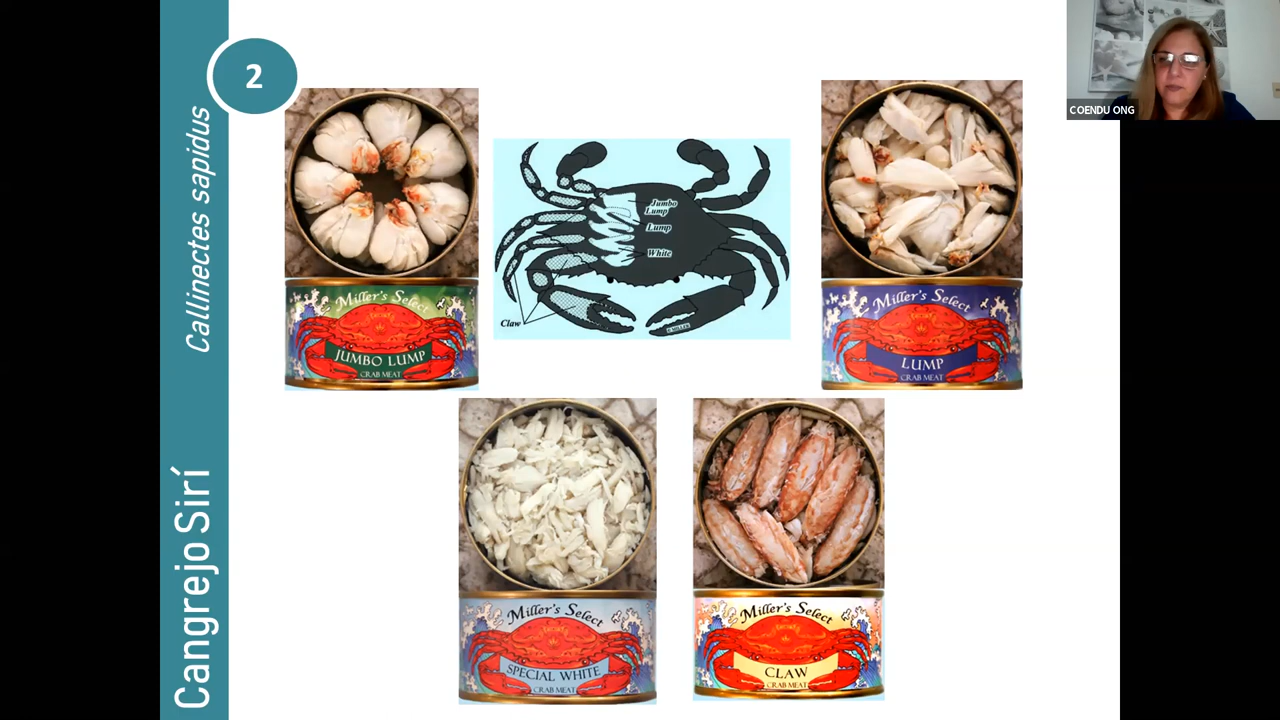 2
Callinectes sapidus
Cangrejo Sirí
Miller's Select
JUMBO LUMP
CRAB MEAT
Jumbo
Lump
Lump
White
Claw
Miller's Select
LUMP
CRAB MEAT
COENDU ONG
Miller's Select
SPECIAL WHITE
CRAB MEAT
Miller's Select
CLAW
CRAB MEAT